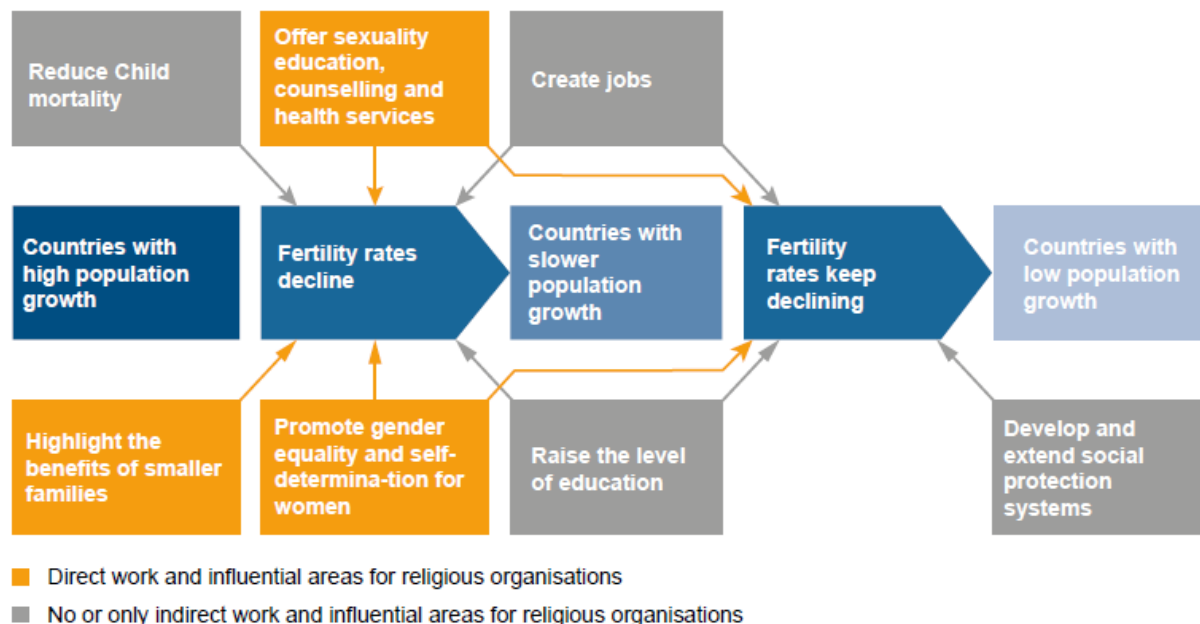 Reduce Child
mortality
Offer sexuality
education,
counselling and
health services
Create jobs
Countries with
high population
growth
Fertility rates
decline
Countries with
slower
population
growth
Fertility
rates keep
declining
Countries with
low population
growth
Highlight the
benefits of smaller
families
Promote gender
equality and self-
determina-tion for
women
Raise the level
of education
Develop and
extend social
protection
systems
Direct work and influential areas for religious organisations
No or only indirect work and influential areas for religious organisations